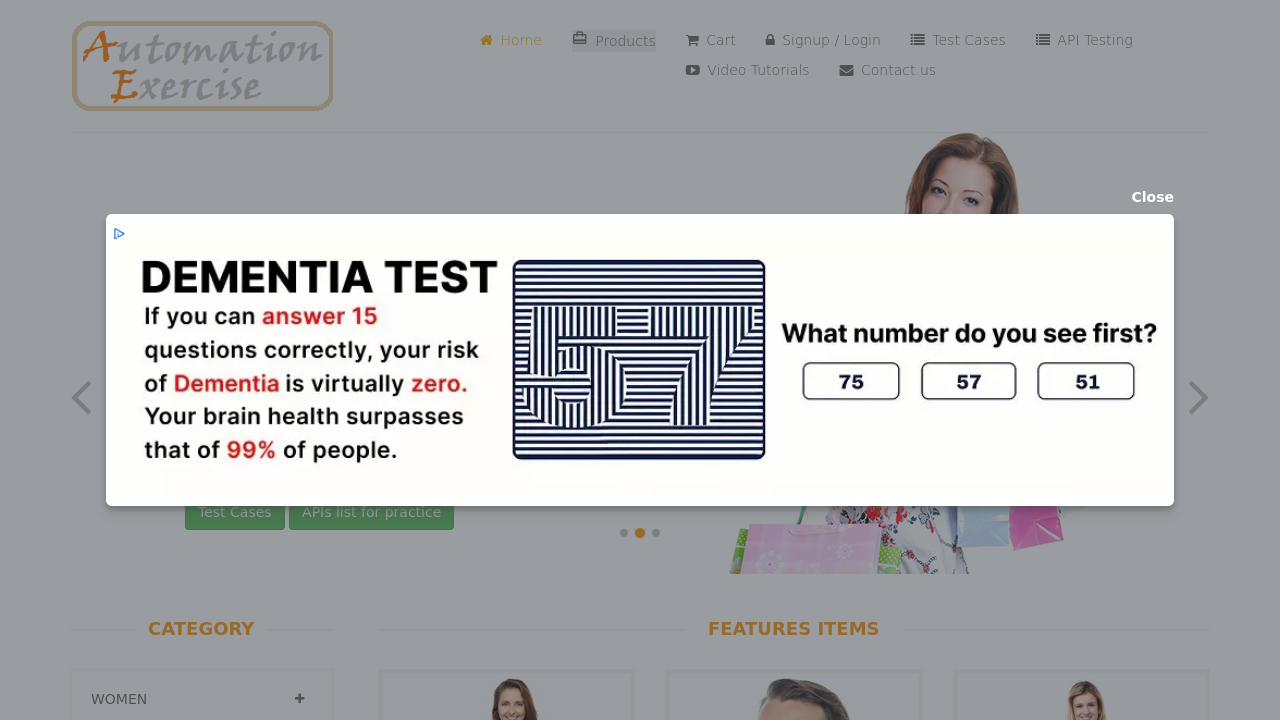 Automation
Exercise
Home
Products
Cart
Signup / Login
Test Cases
API Testing
Video Tutorials
Contact us
Close
DEMENTIA TEST
If you can answer 15
questions correctly, your risk
of Dementia is virtually zero.
Your brain health surpasses
that of 99% of people.
57
What number do you see first?
75
57
51
Test Cases
APIs list for practice
CATEGORY
FEATURES ITEMS
WOMEN